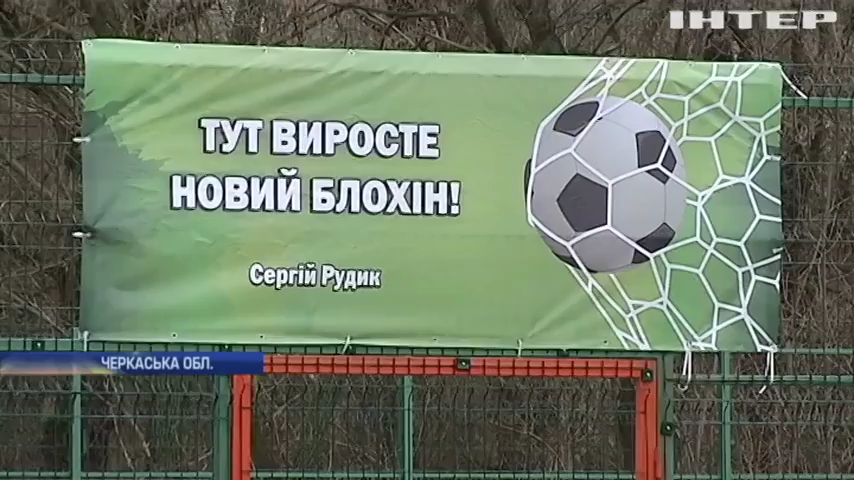 ІНТЕР
ТУТ ВИРОСТЕ
НОВИЙ БЛОХІН!
Сергій Рудик
ЧЕРКАСЬКА ОБЛ.